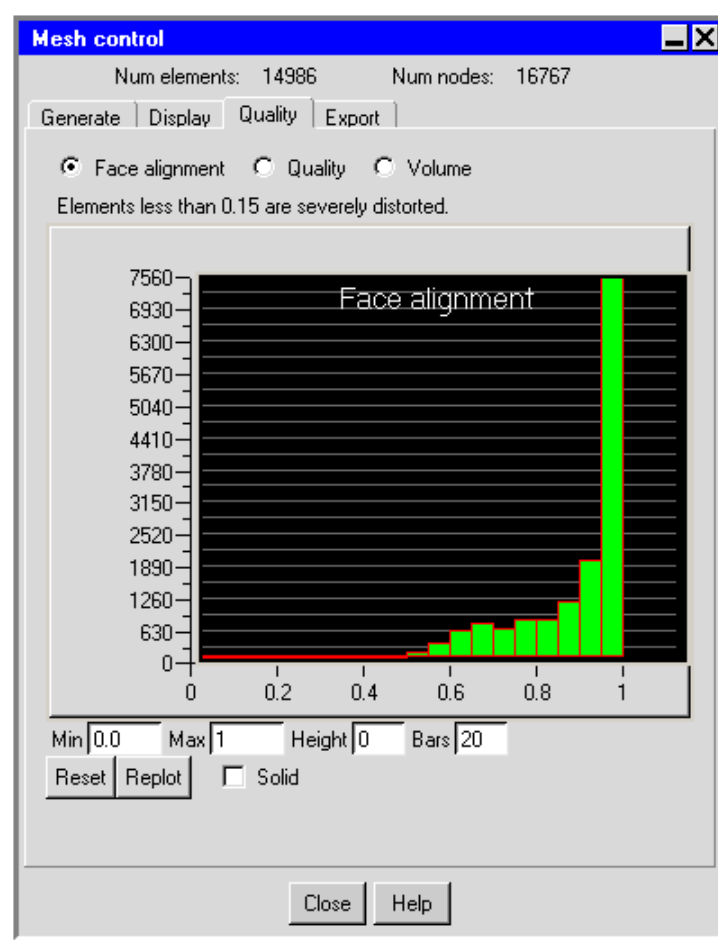 Mesh control
Num elements: 14986 Num nodes: 16767
Generate Display Quality Export
Face alignment Quality Volume
Elements less than 0.15 are severely distorted.
Face alignment
7560
6930
6300
5670
5040
4410
3780
3150
2520
1890
1260
630
0
0 0.2 0.4 0.6 0.8 1
Min 0.0 Max 1 Height 0 Bars 20
Reset Replot Solid
Close Help